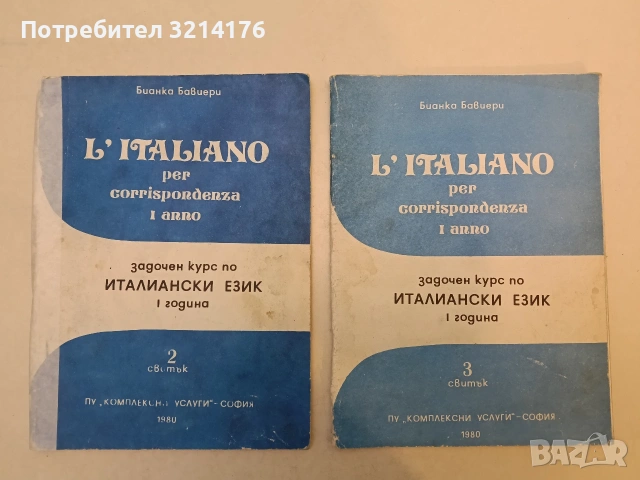 Потребител 3214176
Бианка Бавиери
L'ITALIANO
per
corrispondenza
I anno
задочен курс по
ИТАЛИАНСКИ ЕЗИК
I година
2
свитък
ПУ „КОМПЛЕКСНИ УСЛУГИ"-СОФИЯ
1980
Бианка Бавиери
L'ITALIANO
per
corrispondenza
I anno
задочен курс по
ИТАЛИАНСКИ ЕЗИК
I година
3
свитък
ПУ „КОМПЛЕКСНИ УСЛУГИ"-СОФИЯ
1980
BAZAR